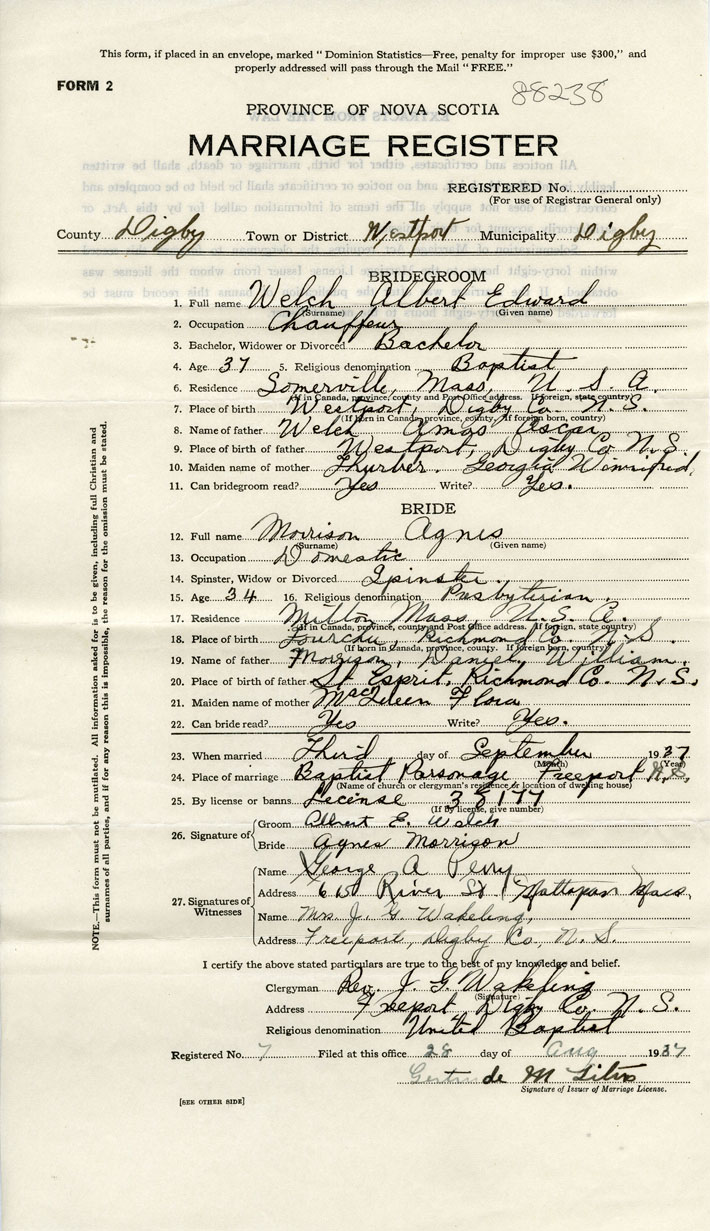 This form, if placed in an envelope, marked "Dominion Statistics—Free, penalty for improper use $300," and
properly addressed will pass through the Mail "FREE."
FORM 2
88238
PROVINCE OF NOVA SCOTIA
MARRIAGE REGISTER
REGISTERED No.
(For use of Registrar General only)
County Digby Town or District Westport Municipality Digby
BRIDEGROOM
1. Full name Welch Albert Edward
(Surname) (Given name)
2. Occupation Chauffeur
3. Bachelor, Widower or Divorced Bachelor
4. Age 37 5. Religious denomination Baptist
6. Residence Somerville, Mass, U. S. A.
(If in Canada, province, county and Post Office address. If foreign, state country)
7. Place of birth Westport, Digby Co. N. S.
(If born in Canada, province, county. If foreign born, country)
8. Name of father Welch Amos Oscar
9. Place of birth of father Westport, Digby Co N. S.
10. Maiden name of mother Thurber. Georgia Winnifred,
11. Can bridegroom read? Yes Write? Yes.
BRIDE
12. Full name Morrison Agnes
(Surname) (Given name)
13. Occupation Domestic
14. Spinster, Widow or Divorced Spinster.
15. Age 34 16. Religious denomination Presbyterian.
17. Residence Milton Mass, U. S. A.
(If in Canada, province, county and Post Office address. If foreign, state country)
18. Place of birth Fourchu, Richmond Co. N. S.
(If born in Canada, province, county. If foreign born, country)
19. Name of father Morrison, Daniel, William.
20. Place of birth of father St. Esprit, Richmond Co. N. S.
21. Maiden name of mother Flora
22. Can bride read? Yes Write? Yes.
23. When married Third day of September 1937
(Month) (Year)
24. Place of marriage Baptist Parsonage Freeport N. S.
(Name of church or clergyman's residence or location of dwelling house)
25. By license or banns. Lecinse 38177
(If by license, give number)
26. Signature of Groom Albert E. Welch
Bride Agnes Morrison
27. Signatures of Witnesses
Name George A Perry
Address 615 River St Mattapan Mass,
Name Mrs. J. G. Wakeling,
Address Freeport, Digby Co, N. S.
I certify the above stated particulars are true to the best of my knowledge and belief.
Clergyman Rev. J. G. Wakeling
(Signature)
Address Freeport Digby Co. N. S.
Religious denomination United Baptist
Registered No. 7 Filed at this office 28 day of Aug 1937
Gertrude M
Signature of Issuer of Marriage License.
[SEE OTHER SIDE]
NOTE.—This form must not be mutilated. All information asked for is to be given, including full Christian and
surnames of all parties, and if for any reason this is impossible, the reason for the omission must be stated.